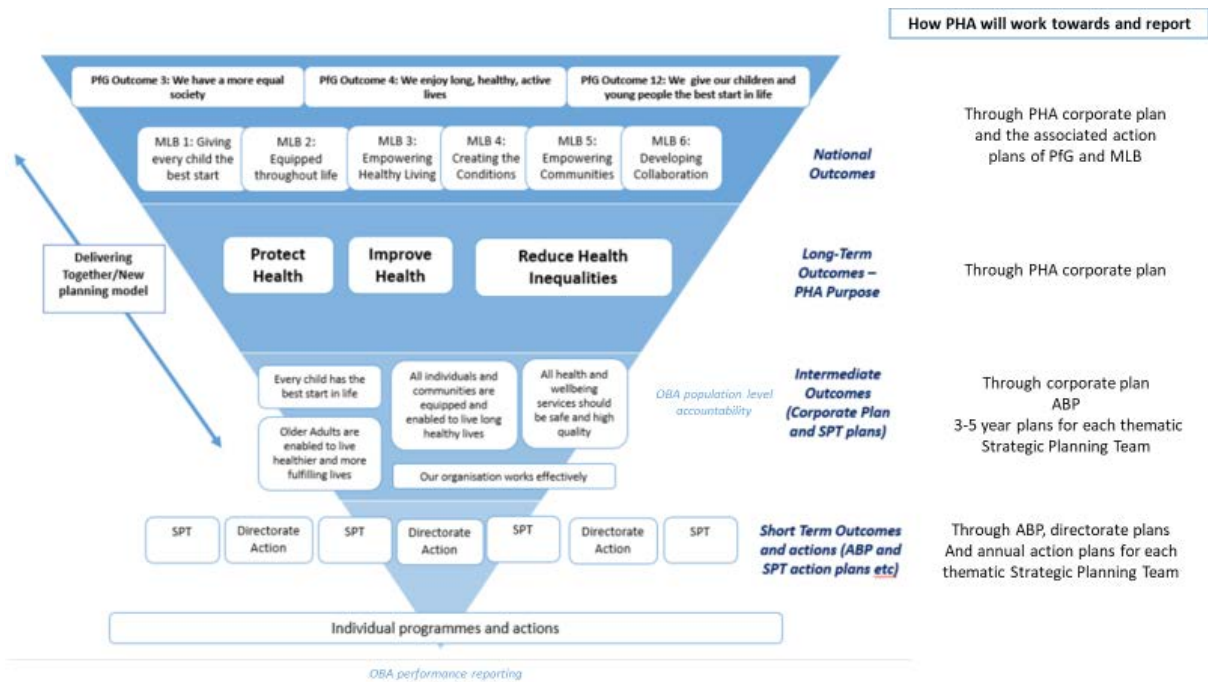 How PHA will work towards and report
PfG Outcome 3: We have a more equal
society
PfG Outcome 4: We enjoy long, healthy, active
lives
PfG Outcome 12: We give our children and
young people the best start in life
MLB 1: Giving
every child the
best start
MLB 2:
Equipped
throughout life
MLB 3:
Empowering
Healthy Living
MLB 4:
Creating the
Conditions
MLB 5:
Empowering
Communities
MLB 6:
Developing
Collaboration
National
Outcomes
Through PHA corporate plan
and the associated action
plans of PfG and MLB
Delivering
Together/New
planning model
Protect
Health
Improve
Health
Reduce Health
Inequalities
Long-Term
Outcomes –
PHA Purpose
Through PHA corporate plan
Every child has the
best start in life
Older Adults are
enabled to live
healthier and more
fulfilling lives
All individuals and
communities are
equipped and
enabled to live long
healthy lives
All health and
wellbeing
services should
be safe and high
quality
Our organisation works effectively
OBA population level
accountability
Intermediate
Outcomes
(Corporate Plan
and SPT plans)
Through corporate plan
ABP
3-5 year plans for each thematic
Strategic Planning Team
SPT
Directorate
Action
SPT
Directorate
Action
SPT
Directorate
Action
SPT
Short Term Outcomes
and actions (ABP and
SPT action plans etc)
Through ABP, directorate plans
And annual action plans for each
thematic Strategic Planning Team
Individual programmes and actions
OBA performance reporting